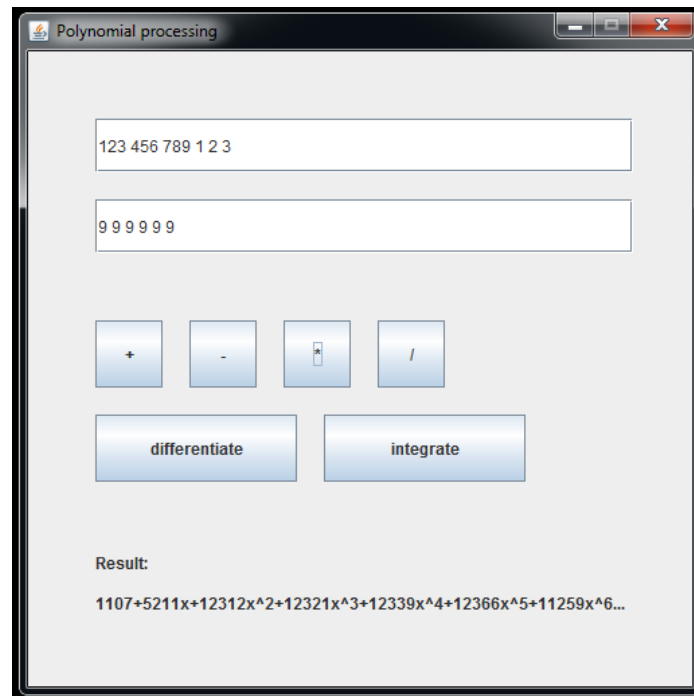 Polynomial processing
123 456 789 1 2 3
9 9 9 9 9 9
+ - * /
differentiate integrate
Result:
1107+5211x+12312x^2+12321x^3+12339x^4+12366x^5+11259x^6...